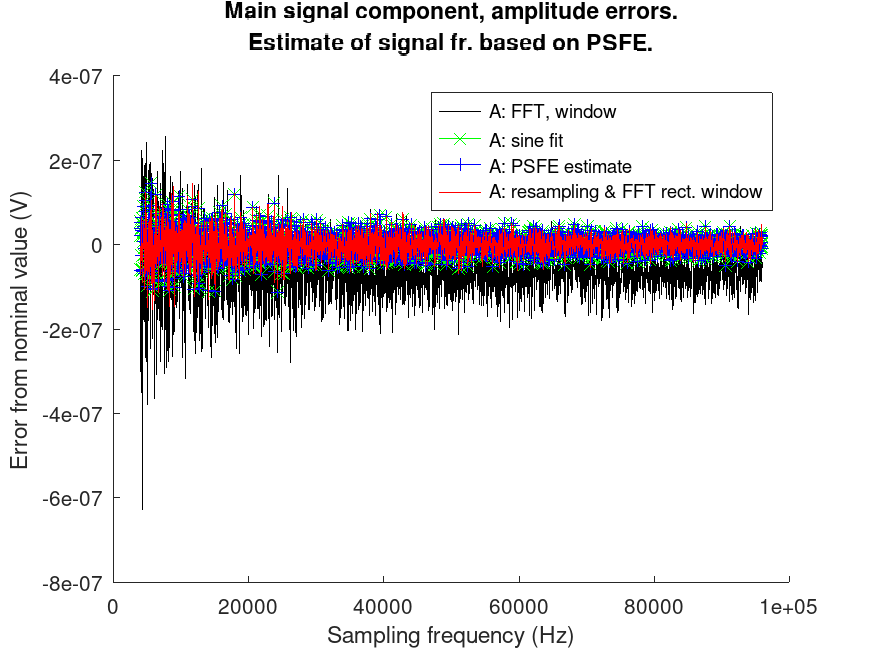 Main signal component, amplitude errors.
Estimate of signal fr. based on PSFE.
4e-07
2e-07
0
-2e-07
-4e-07
-6e-07
-8e-07
Error from nominal value (V)
A: FFT, window
A: sine fit
A: PSFE estimate
A: resampling & FFT rect. window
0
20000
40000
60000
80000
1e+05
Sampling frequency (Hz)